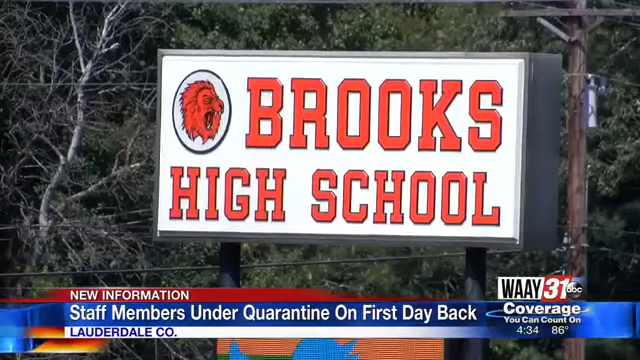 BROOKS
HIGH SCHOOL
NEW INFORMATION
Staff Members Under Quarantine On First Day Back
LAUDERDALE CO.
WAAY 31 abc
Coverage
You Can Count On
4:34 86°